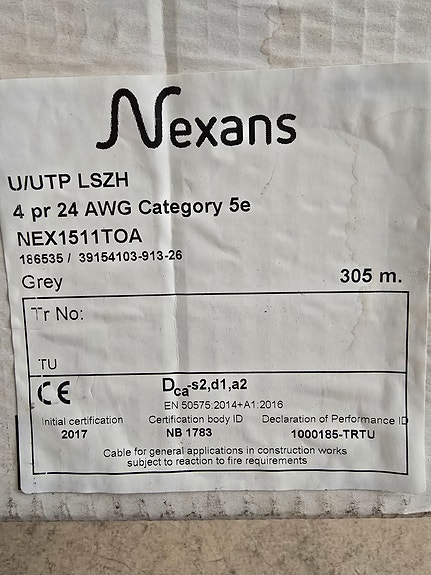 Nexans
U/UTP LSZH
4 pr 24 AWG Category 5e
NEX1511TOA
186535 / 39154103-913-26
Grey 305 m.
Tr No:
TU
CE Dca-s2,d1,a2
EN 50575:2014+A1:2016
Initial certification Certification body ID Declaration of Performance ID
2017 NB 1783 1000185-TRTU
Cable for general applications in construction works
subject to reaction to fire requirements